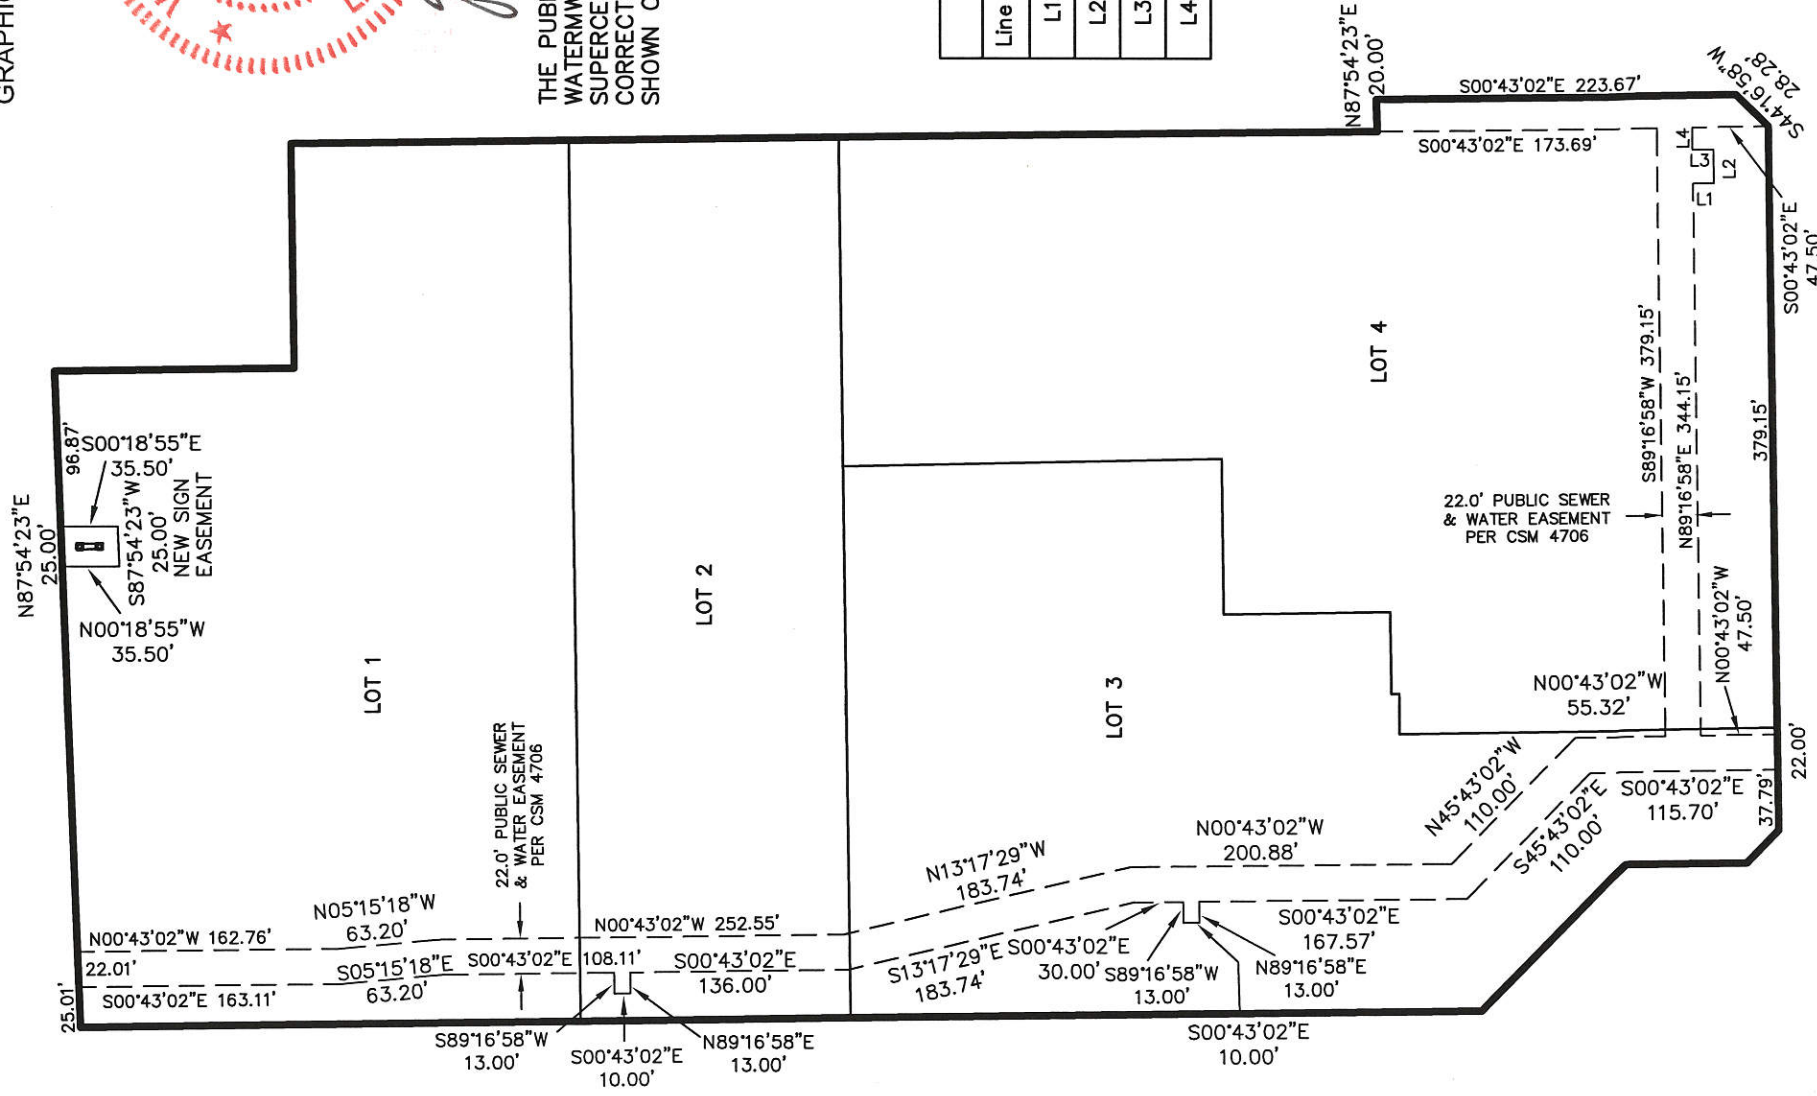 GRAPHIC
THE PUBL
WATERMW
SUPERCE
CORRECT
SHOWN C
Line
L1
L2
L3
L4
N87°54'23"E
25.00'
96.87'
S00°18'55"E
35.50'
S87°54'23"W
25.00'
NEW SIGN
EASEMENT
N00°18'55"W
35.50'
LOT 1
LOT 2
LOT 3
LOT 4
N87°54'23"E
20.00'
S00°43'02"E 223.67'
S44°16'58"W
28.28'
S00°43'02"E 173.69'
L4
L3
L2
L1
S00°43'02"E
47.50'
S89°16'58"W 379.15'
N89°16'58"E 344.15'
379.15'
22.0' PUBLIC SEWER
& WATER EASEMENT
PER CSM 4706
N00°43'02"W
47.50'
N00°43'02"W
55.32'
22.00'
37.79'
S00°43'02"E
115.70'
N45°43'02"W
110.00'
S45°43'02"E
110.00'
N00°43'02"W
200.88'
N13°17'29"W
183.74'
22.0' PUBLIC SEWER
& WATER EASEMENT
PER CSM 4706
N05°15'18"W
63.20'
N00°43'02"W 162.76'
N00°43'02"W 252.55'
22.01'
S05°15'18"E
63.20'
S00°43'02"E 108.11'
S00°43'02"E
136.00'
S00°43'02"E 163.11'
25.01'
S13°17'29"E
183.74'
S00°43'02"E
30.00'
S89°16'58"W
13.00'
N89°16'58"E
13.00'
S00°43'02"E
167.57'
S89°16'58"W
13.00'
S00°43'02"E
10.00'
N89°16'58"E
13.00'
S00°43'02"E
10.00'